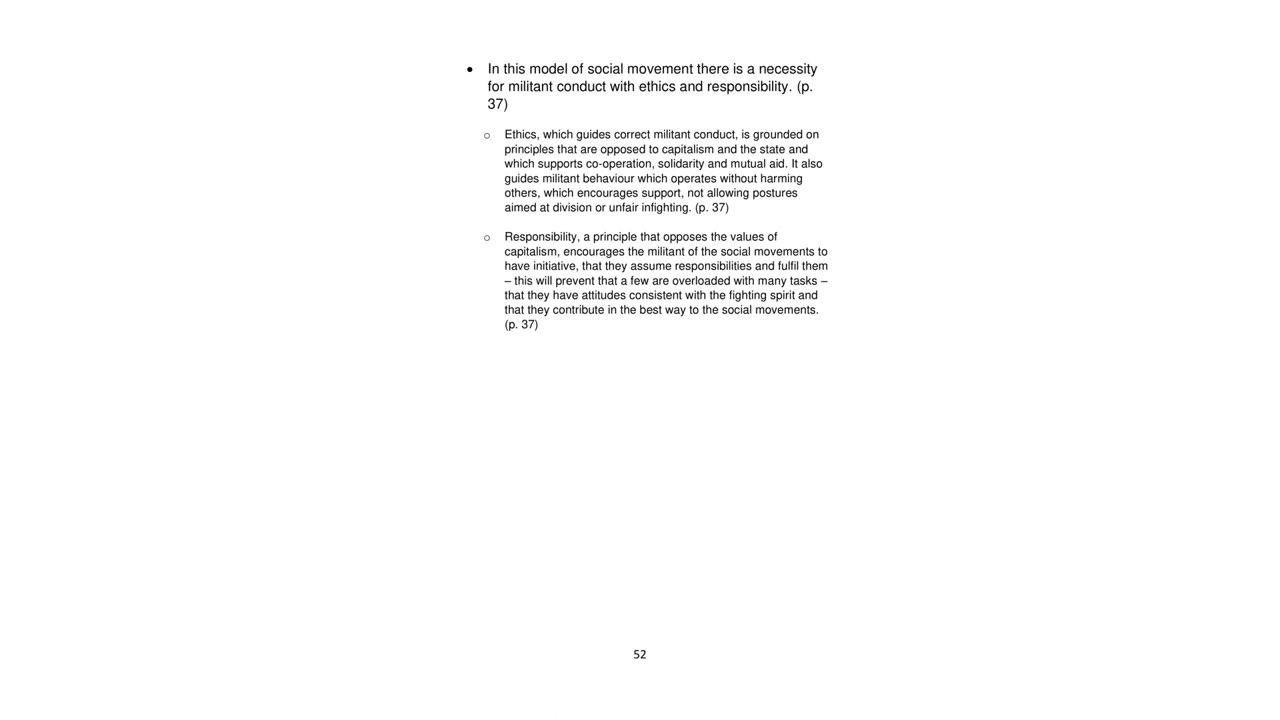 • In this model of social movement there is a necessity
for militant conduct with ethics and responsibility. (p.
37)
o Ethics, which guides correct militant conduct, is grounded on
principles that are opposed to capitalism and the state and
which supports co-operation, solidarity and mutual aid. It also
guides militant behaviour which operates without harming
others, which encourages support, not allowing postures
aimed at division or unfair infighting. (p. 37)
o Responsibility, a principle that opposes the values of
capitalism, encourages the militant of the social movements to
have initiative, that they assume responsibilities and fulfil them
– this will prevent that a few are overloaded with many tasks –
that they have attitudes consistent with the fighting spirit and
that they contribute in the best way to the social movements.
(p. 37)
52